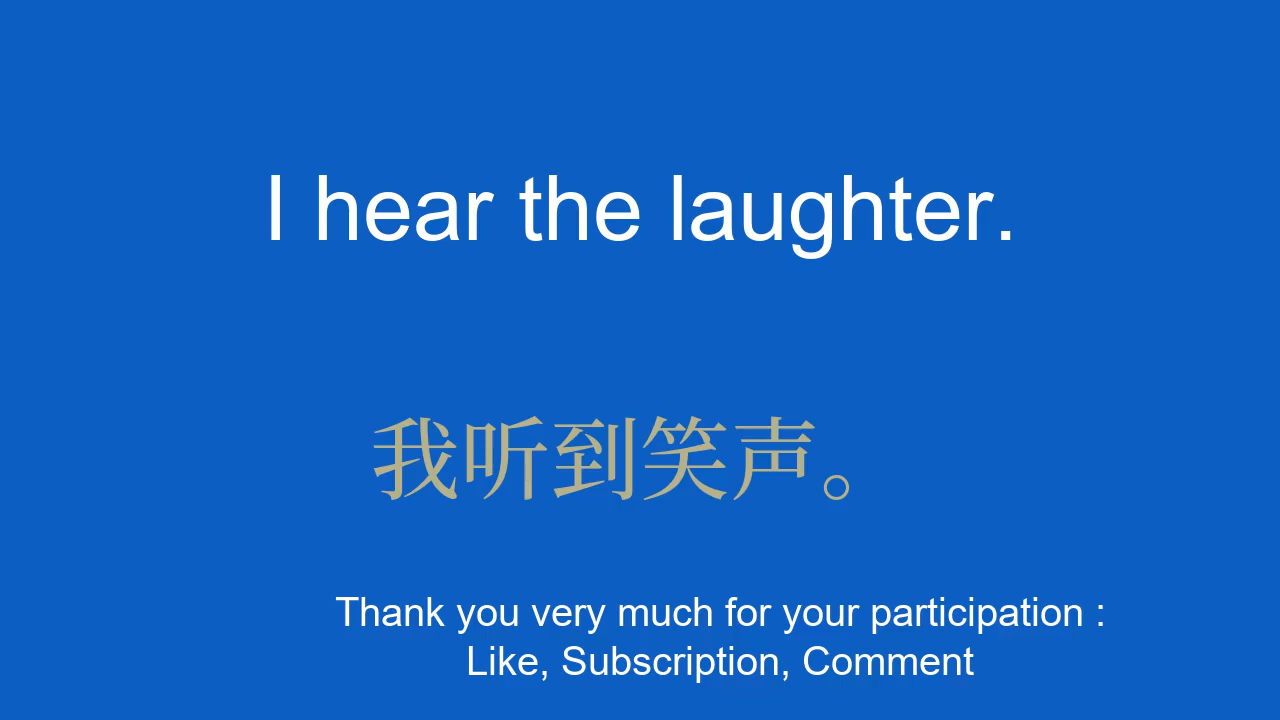 I hear the laughter.
我听到笑声。
Thank you very much for your participation :
Like, Subscription, Comment